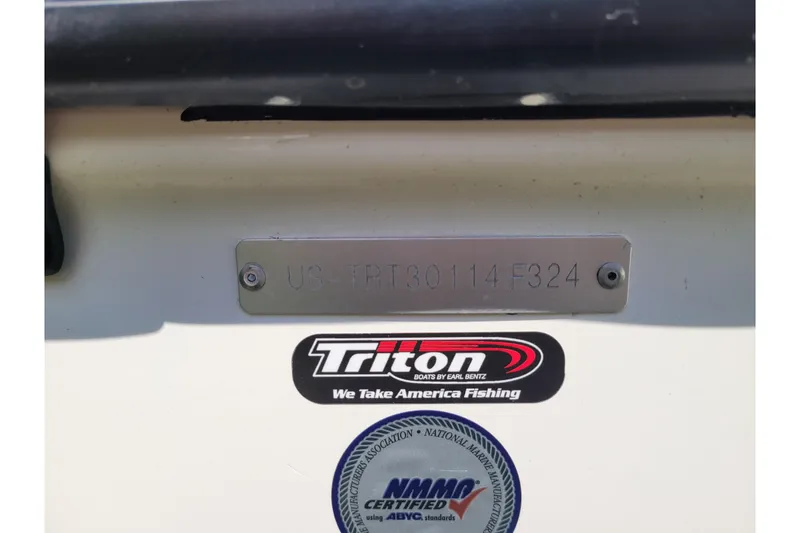 US-TRT30114F324
Triton
BOATS BY EARL BENTZ
We Take America Fishing
MANUFACTURERS ASSOCIATION • NATIONAL MARINE MANUFACTURERS
NMMA®
CERTIFIED
using ABYC standards